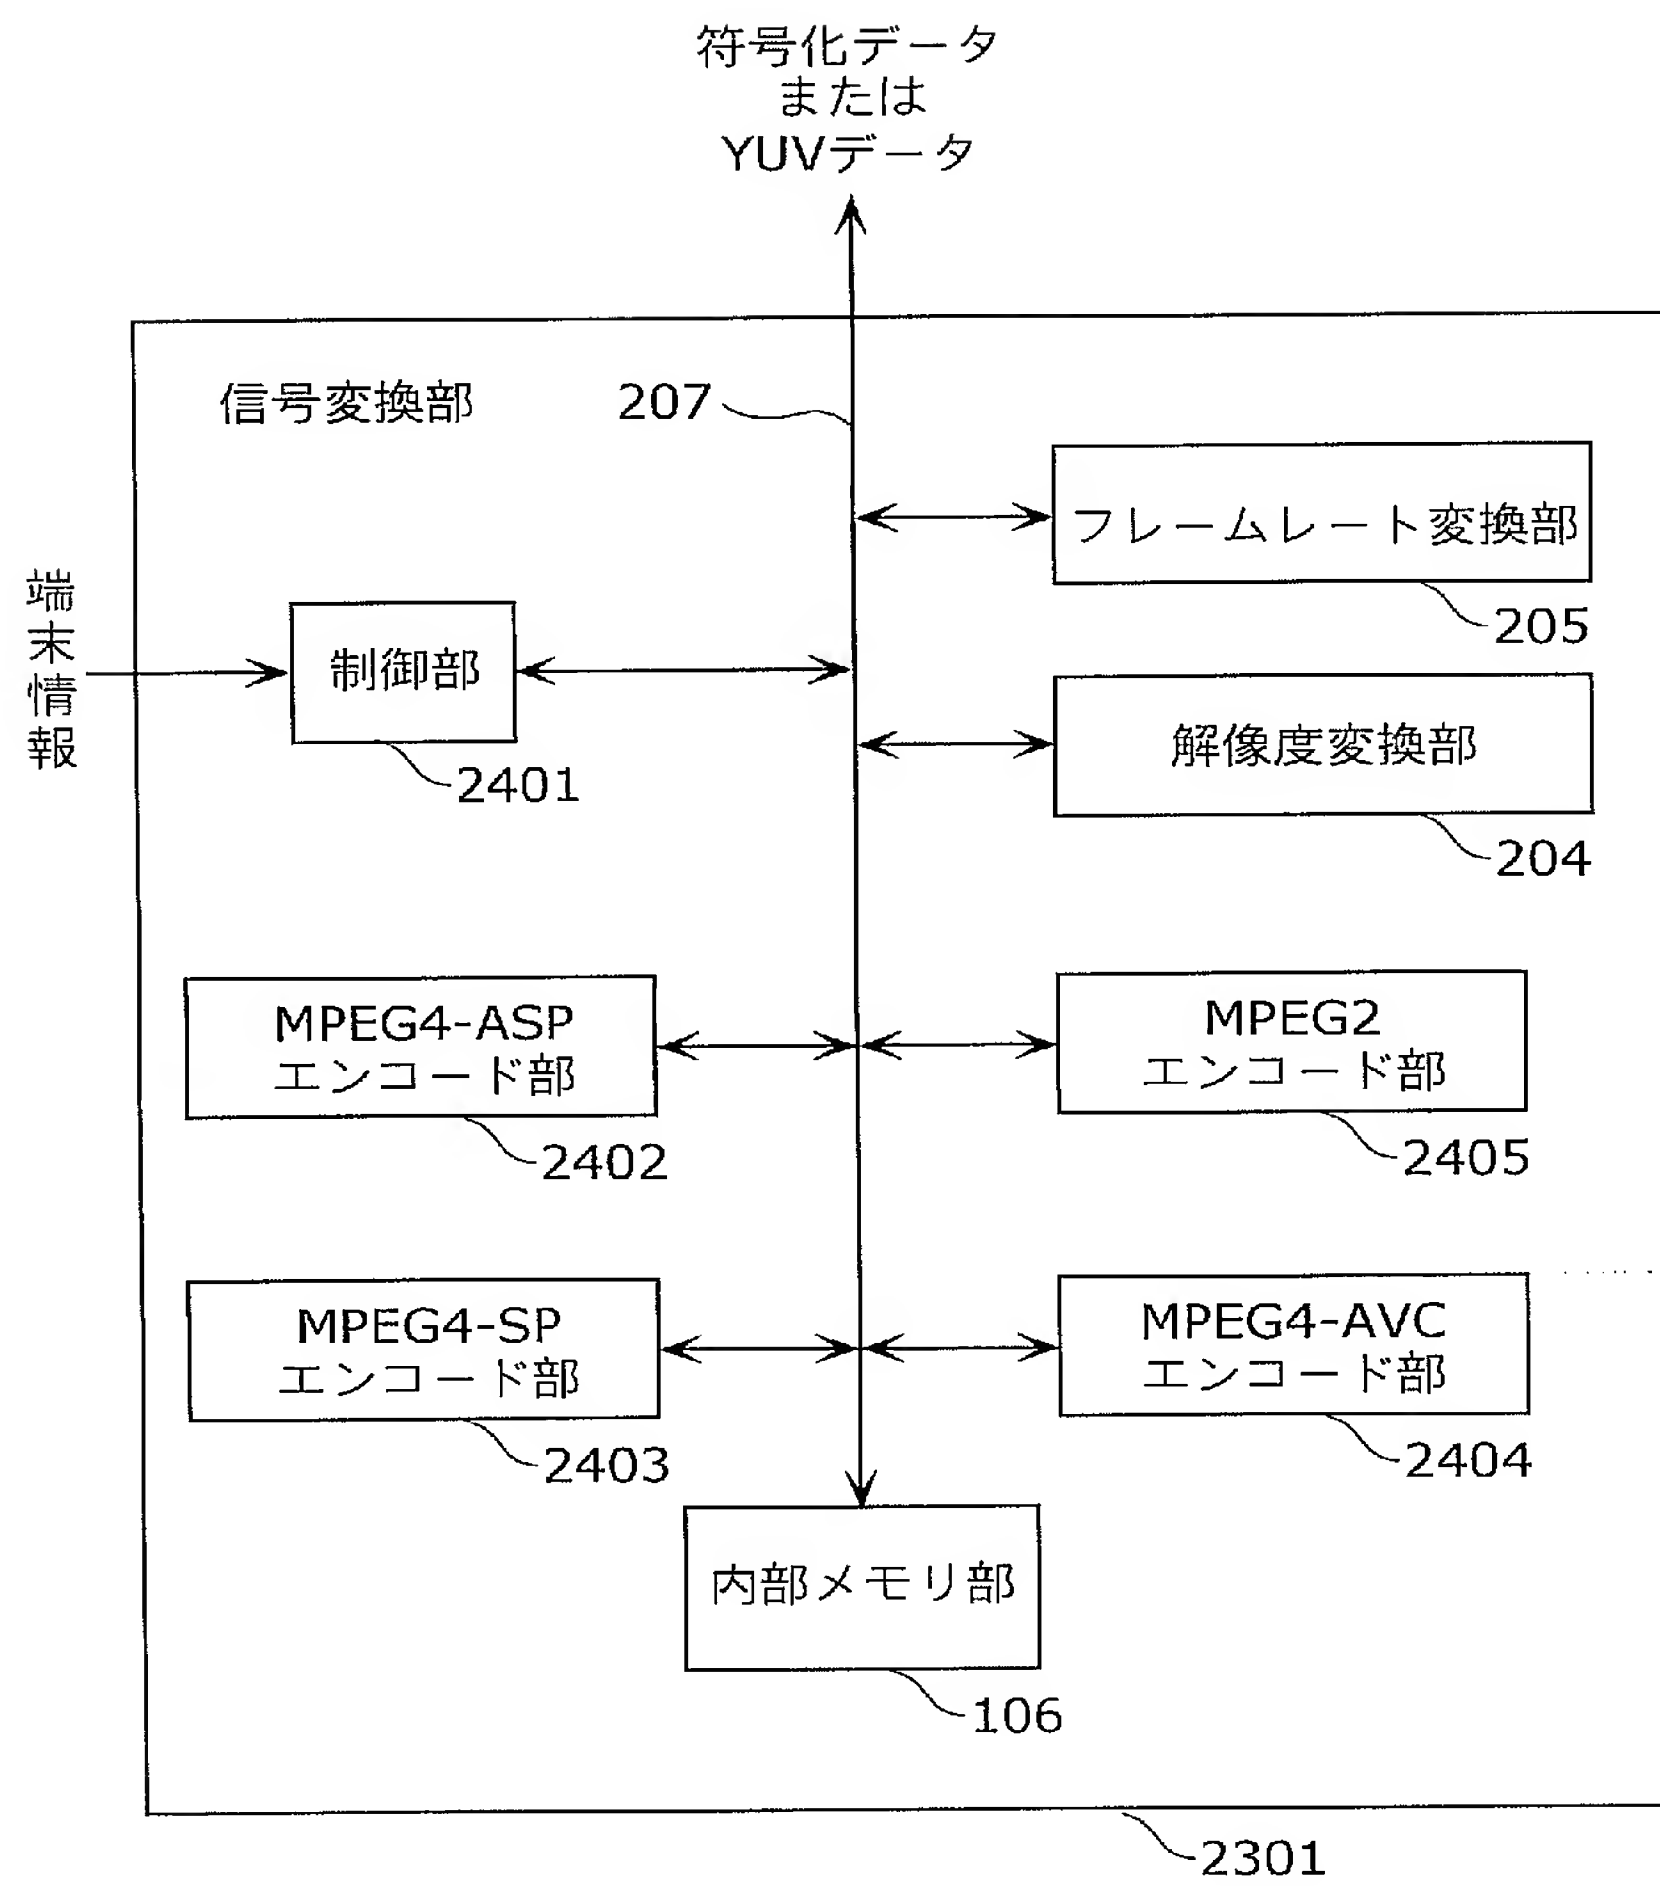 符号化データ
または
YUVデータ
信号変換部
207
フレームレート変換部
205
端末情報
制御部
2401
解像度変換部
204
MPEG4-ASP
エンコード部
2402
MPEG2
エンコード部
2405
MPEG4-SP
エンコード部
2403
MPEG4-AVC
エンコード部
2404
内部メモリ部
106
2301